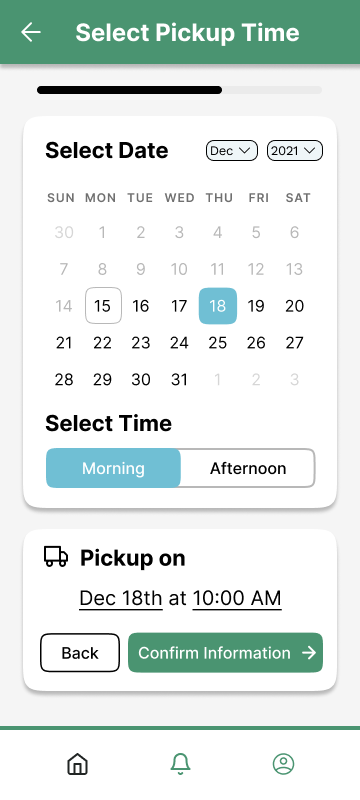 Select Pickup Time
Select Date Dec 2021
SUN MON TUE WED THU FRI SAT
30 1 2 3 4 5 6
7 8 9 10 11 12 13
14 15 16 17 18 19 20
21 22 23 24 25 26 27
28 29 30 31 1 2 3
Select Time
Morning Afternoon
Pickup on
Dec 18th at 10:00 AM
Back Confirm Information